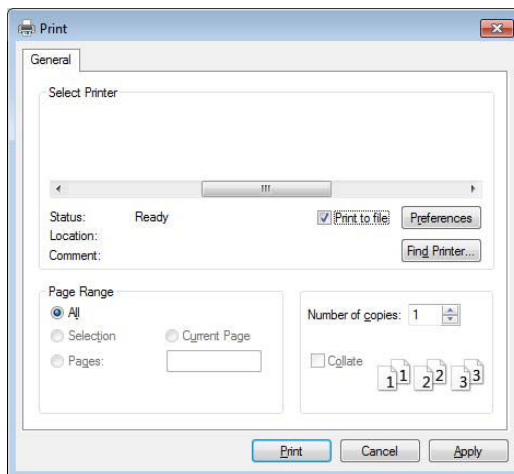 Print
General
Select Printer
Status: Ready
Print to file
Preferences
Location:
Comment:
Find Printer...
Page Range
All
Selection
Current Page
Pages:
Number of copies: 1
Collate
1 1 2 2 3 3
Print
Cancel
Apply